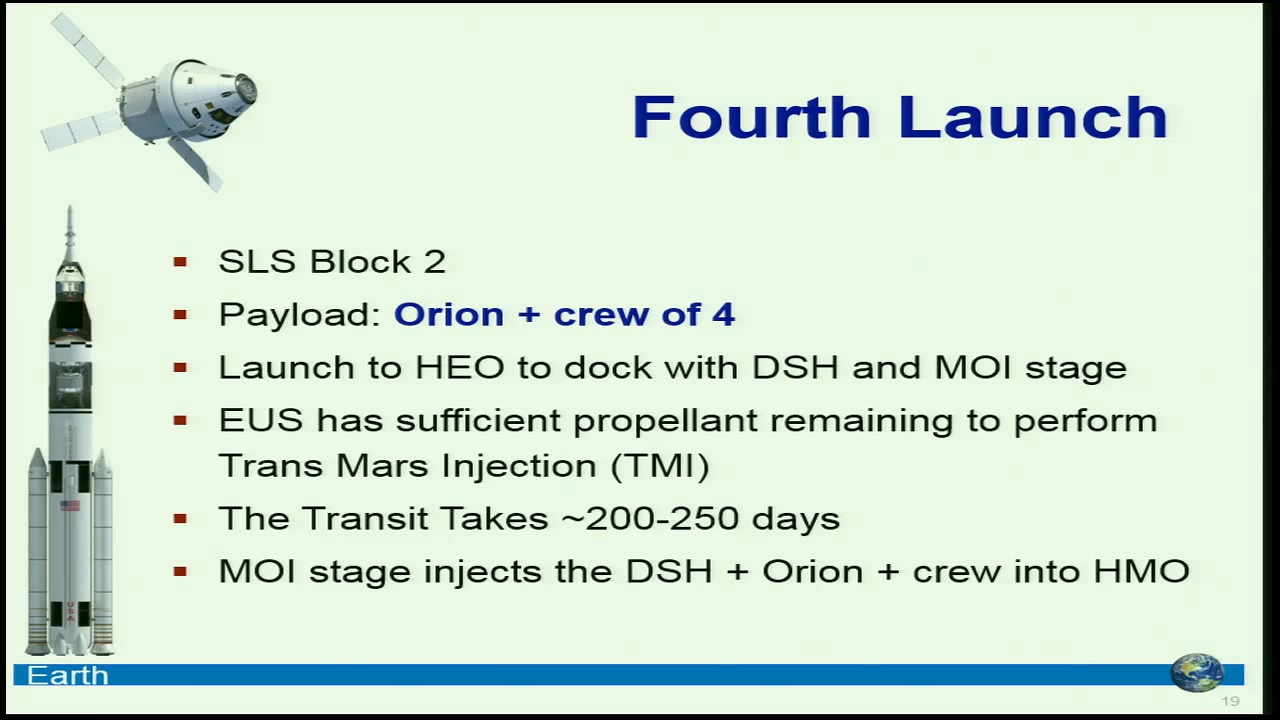 Fourth Launch
▪ SLS Block 2
▪ Payload: Orion + crew of 4
▪ Launch to HEO to dock with DSH and MOI stage
▪ EUS has sufficient propellant remaining to perform
Trans Mars Injection (TMI)
▪ The Transit Takes ~200-250 days
▪ MOI stage injects the DSH + Orion + crew into HMO
USA
Earth
19